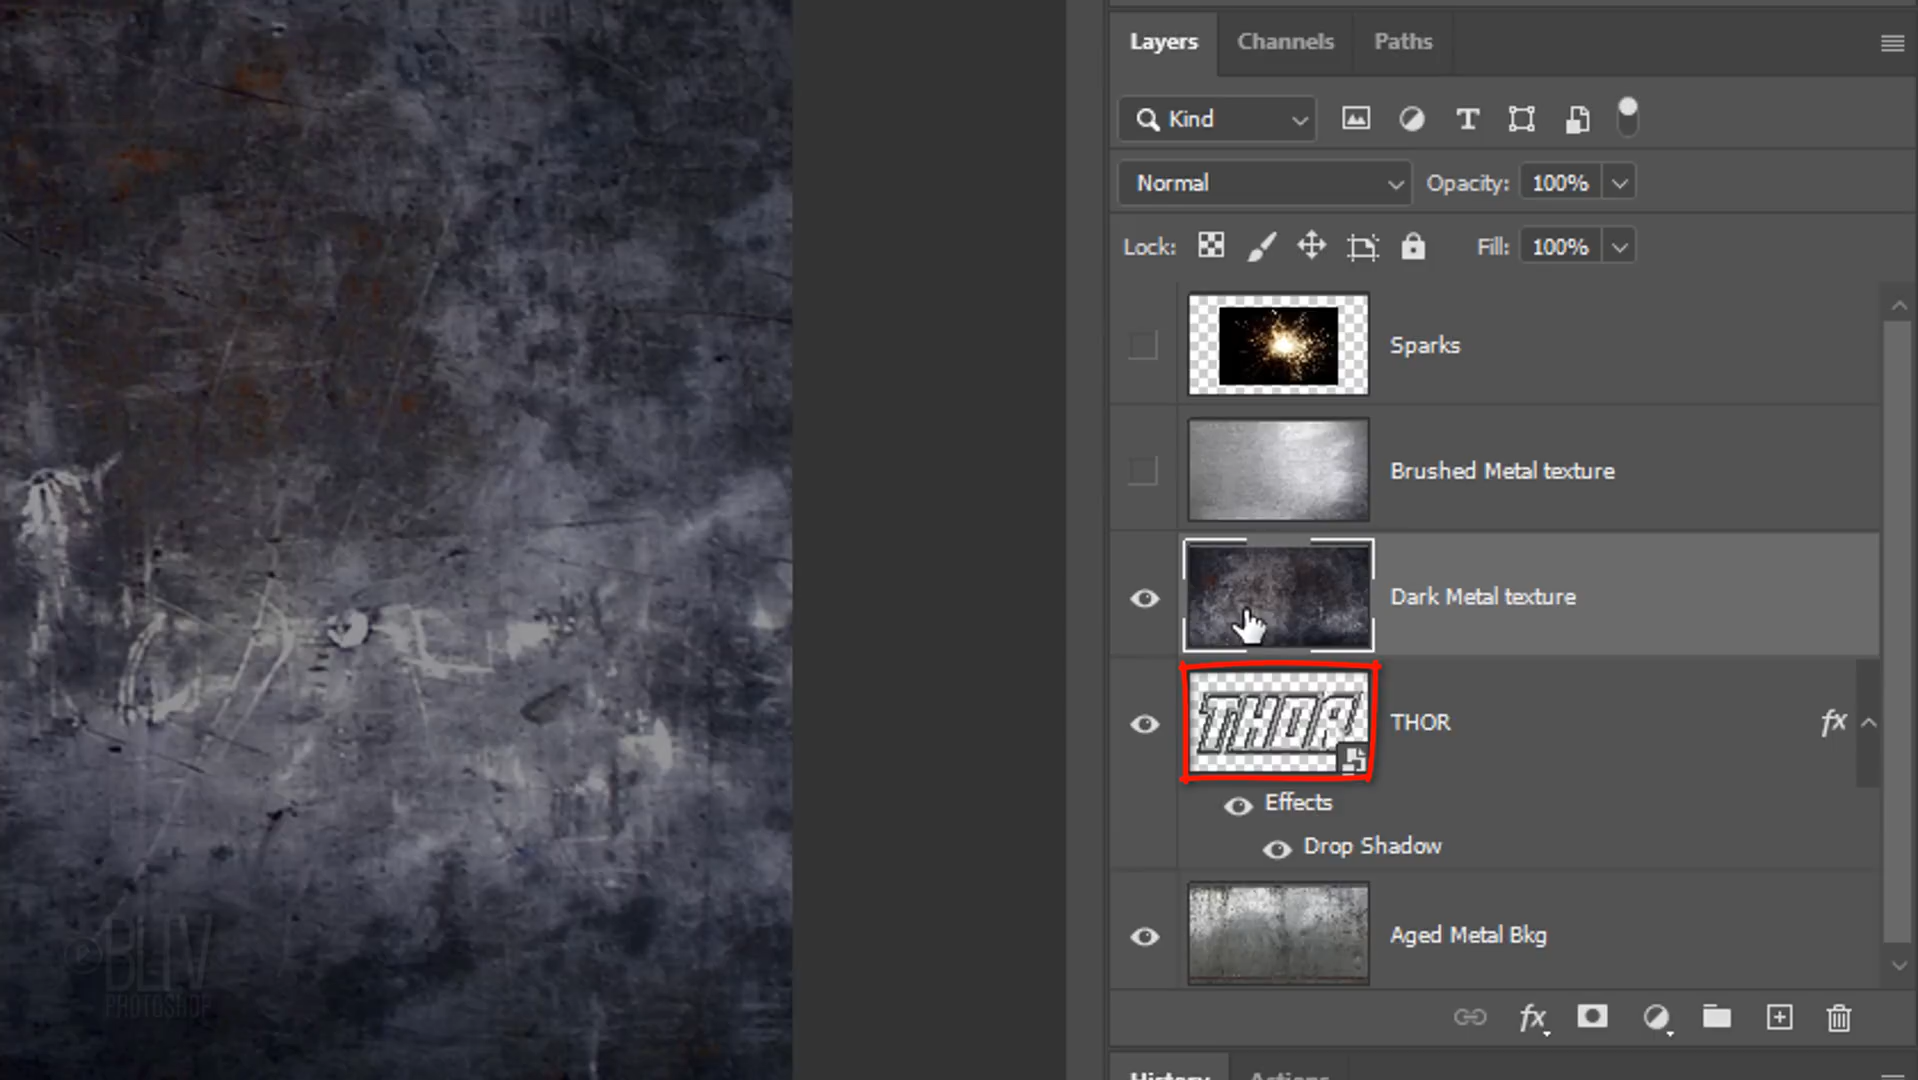 Layers Channels Paths
Kind
Normal Opacity: 100%
Lock: Fill: 100%
Sparks
Brushed Metal texture
Dark Metal texture
THOR
THOR fx
Effects
Drop Shadow
Aged Metal Bkg
©BLTV
PHOTOSHOP
fx
History Actions